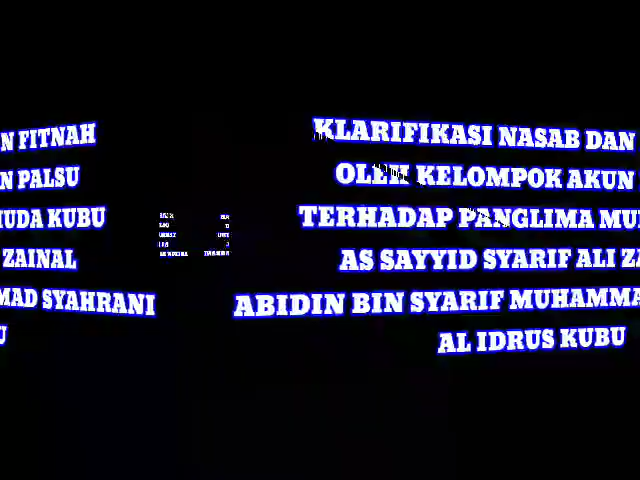 N FITNAH
N PALSU
UDA KUBU
ZAINAL
MAD SYAHRANI
U
KLARIFIKASI NASAB DAN
OLEH KELOMPOK AKUN
TERHADAP PANGLIMA MU
AS SAYYID SYARIF ALI ZA
ABIDIN BIN SYARIF MUHAMMA
AL IDRUS KUBU